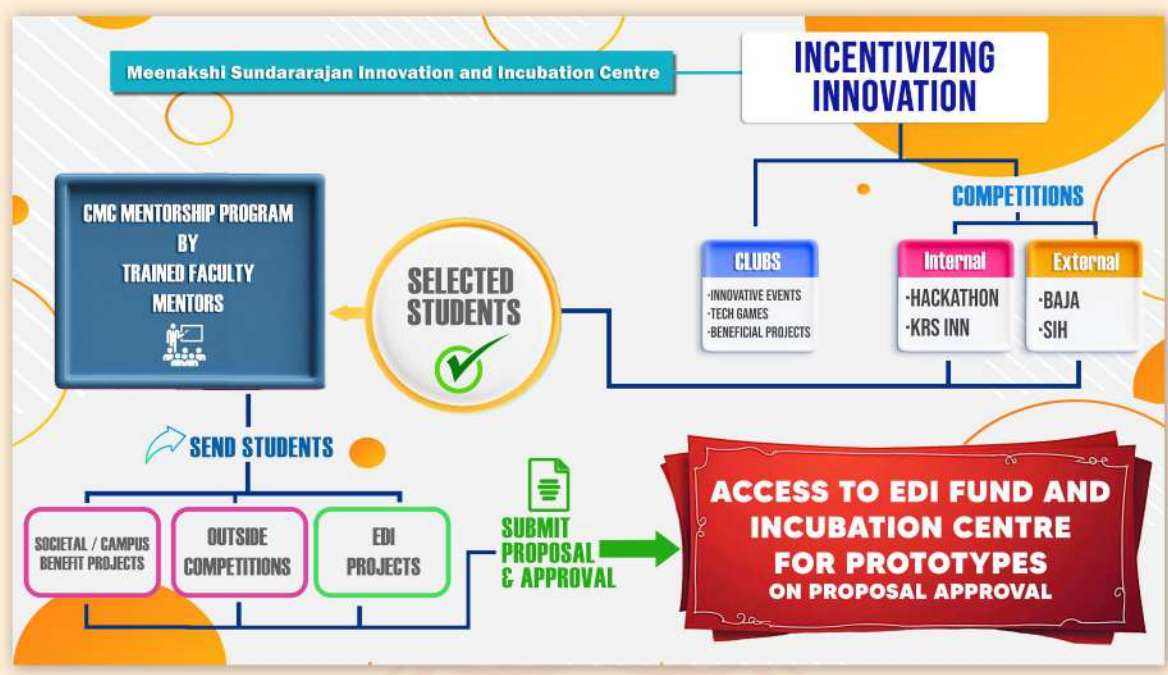 Meenakshi Sundararajan Innovation and Incubation Centre
INCENTIVIZING
INNOVATION
COMPETITIONS
CLUBS
·INNOVATIVE EVENTS
·TECH GAMES
·BENEFICIAL PROJECTS
Internal
·HACKATHON
·KRS INN
External
·BAJA
·SIH
SELECTED
STUDENTS
CMC MENTORSHIP PROGRAM
BY
TRAINED FACULTY
MENTORS
SEND STUDENTS
SOCIETAL / CAMPUS
BENEFIT PROJECTS
OUTSIDE
COMPETITIONS
EDI
PROJECTS
SUBMIT
PROPOSAL
& APPROVAL
ACCESS TO EDI FUND AND
INCUBATION CENTRE
FOR PROTOTYPES
ON PROPOSAL APPROVAL